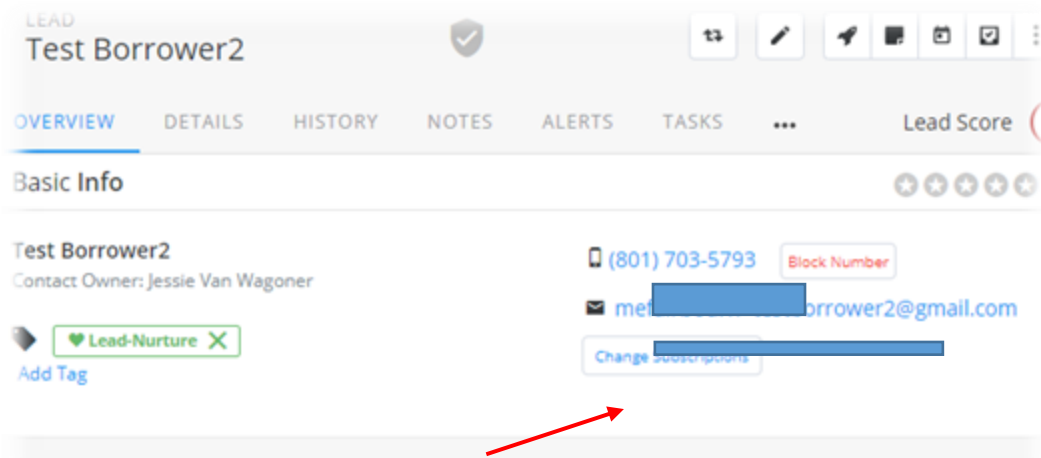 LEAD
Test Borrower2
OVERVIEW DETAILS HISTORY NOTES ALERTS TASKS ... Lead Score
Basic Info
Test Borrower2
Contact Owner: Jessie Van Wagoner
(801) 703-5793 Block Number
orrower2@gmail.com
Lead-Nurture
Change Subscriptions
Add Tag